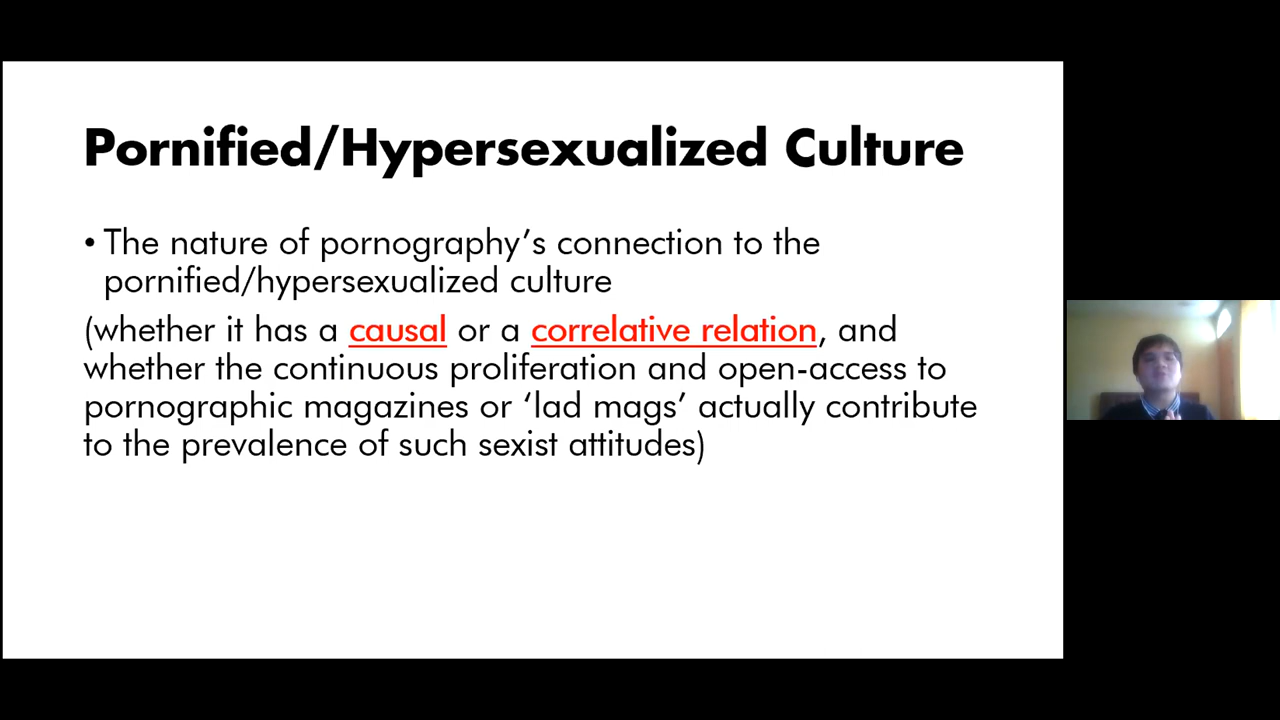 Pornified/Hypersexualized Culture
• The nature of pornography’s connection to the
pornified/hypersexualized culture
(whether it has a causal or a correlative relation, and
whether the continuous proliferation and open-access to
pornographic magazines or ‘lad mags’ actually contribute
to the prevalence of such sexist attitudes)